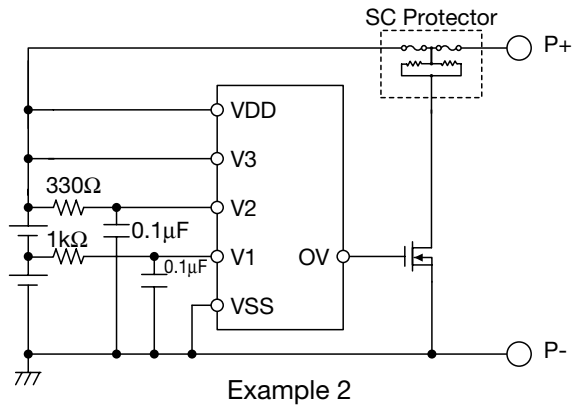 SC Protector
P+
VDD
V3
330Ω
V2
0.1μF
1kΩ
V1
OV
0.1μF
VSS
P-
Example 2